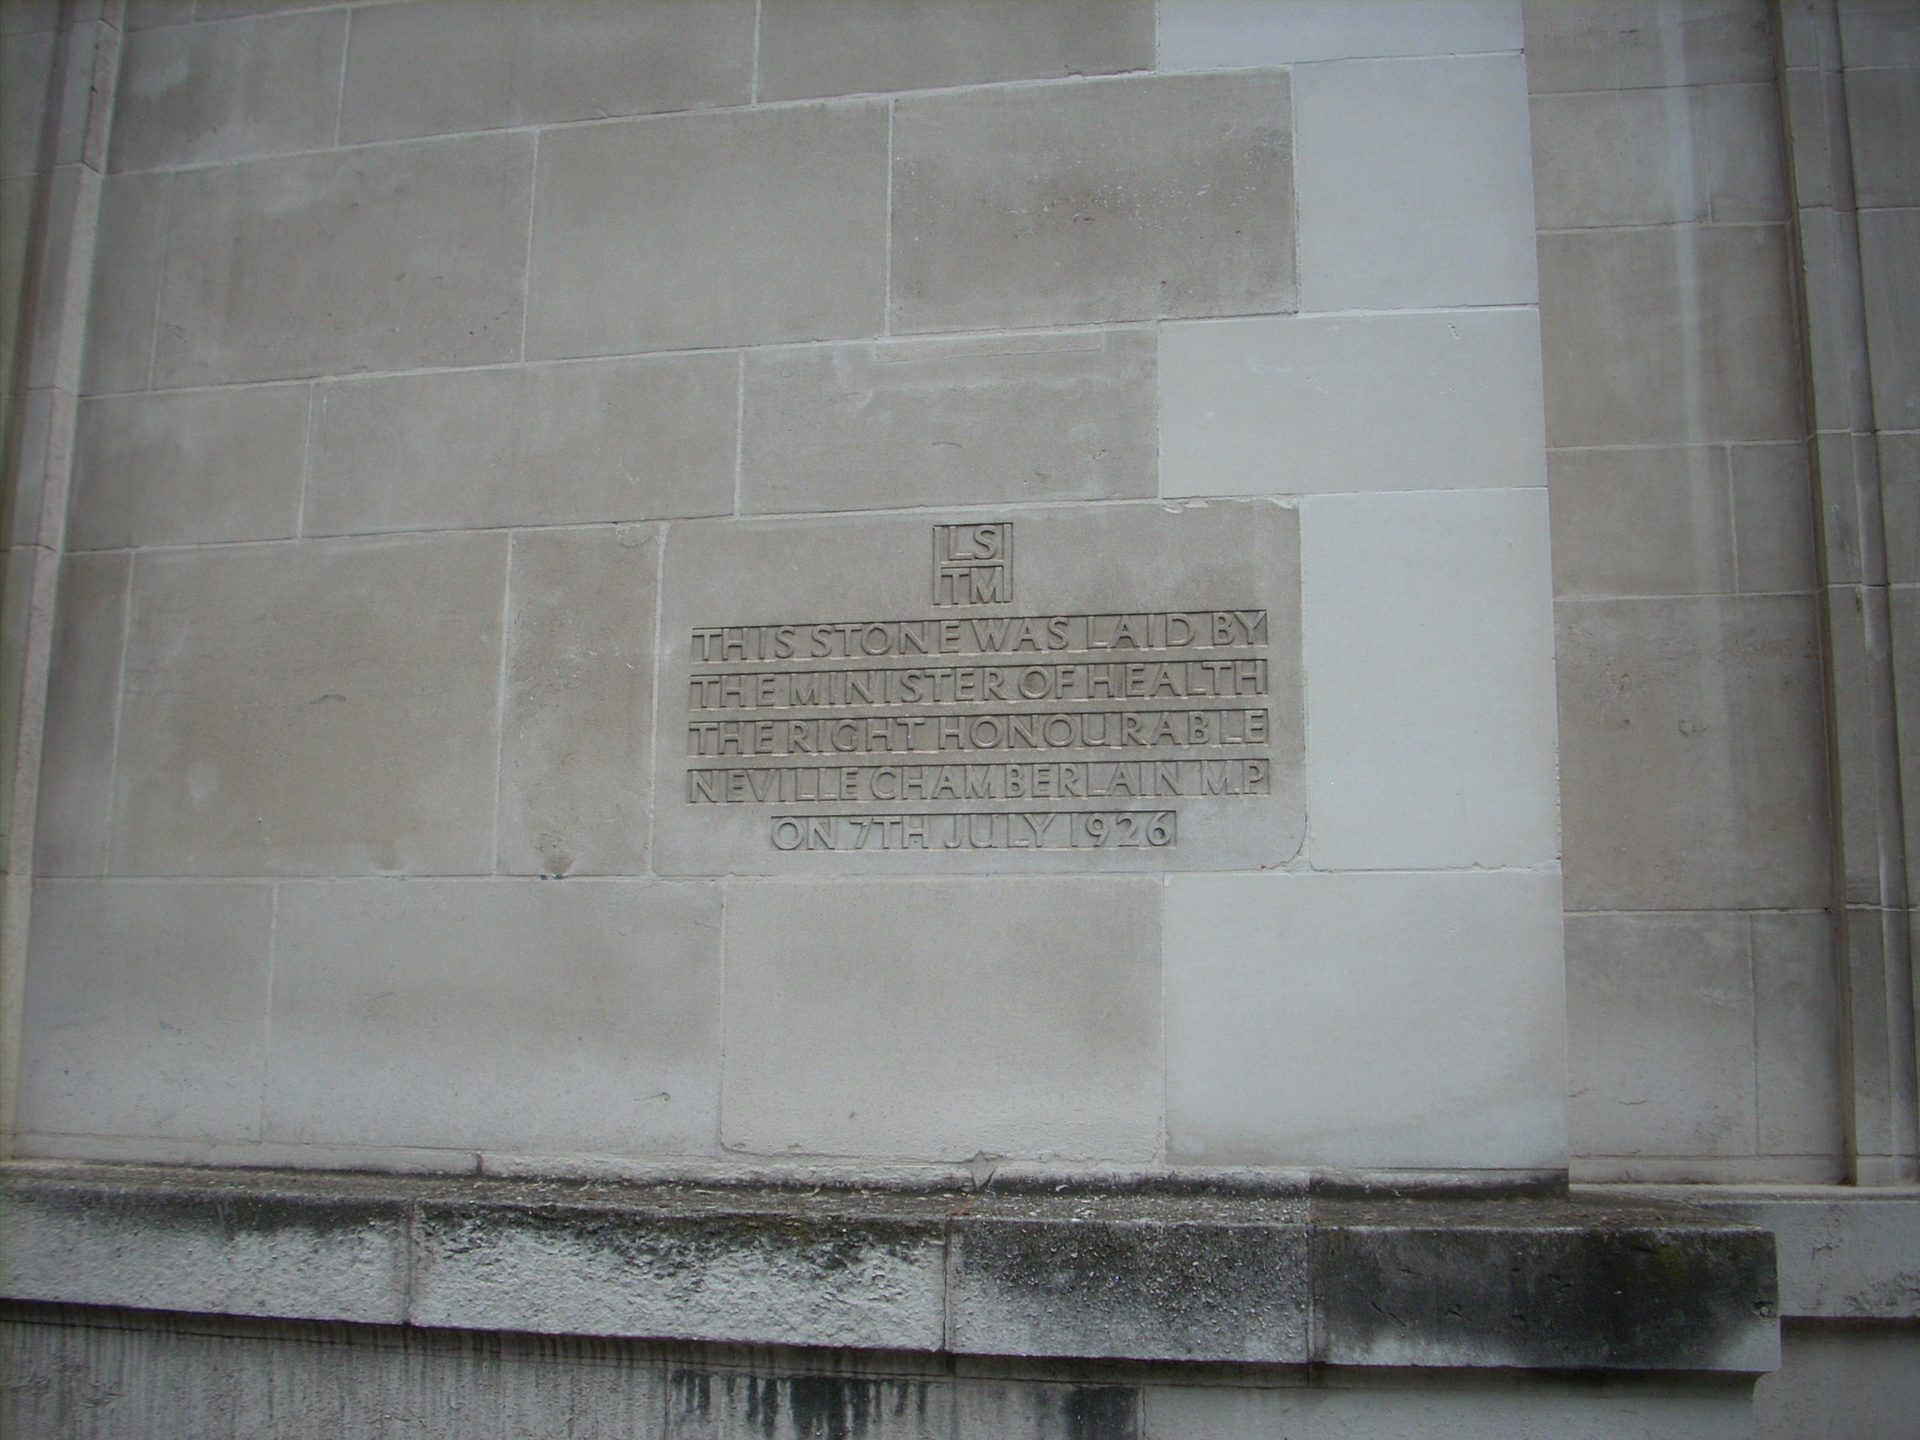 LS
TM
THIS STONE WAS LAID BY
THE MINISTER OF HEALTH
THE RIGHT HONOURABLE
NEVILLE CHAMBERLAIN M.P
ON 7TH JULY 1926